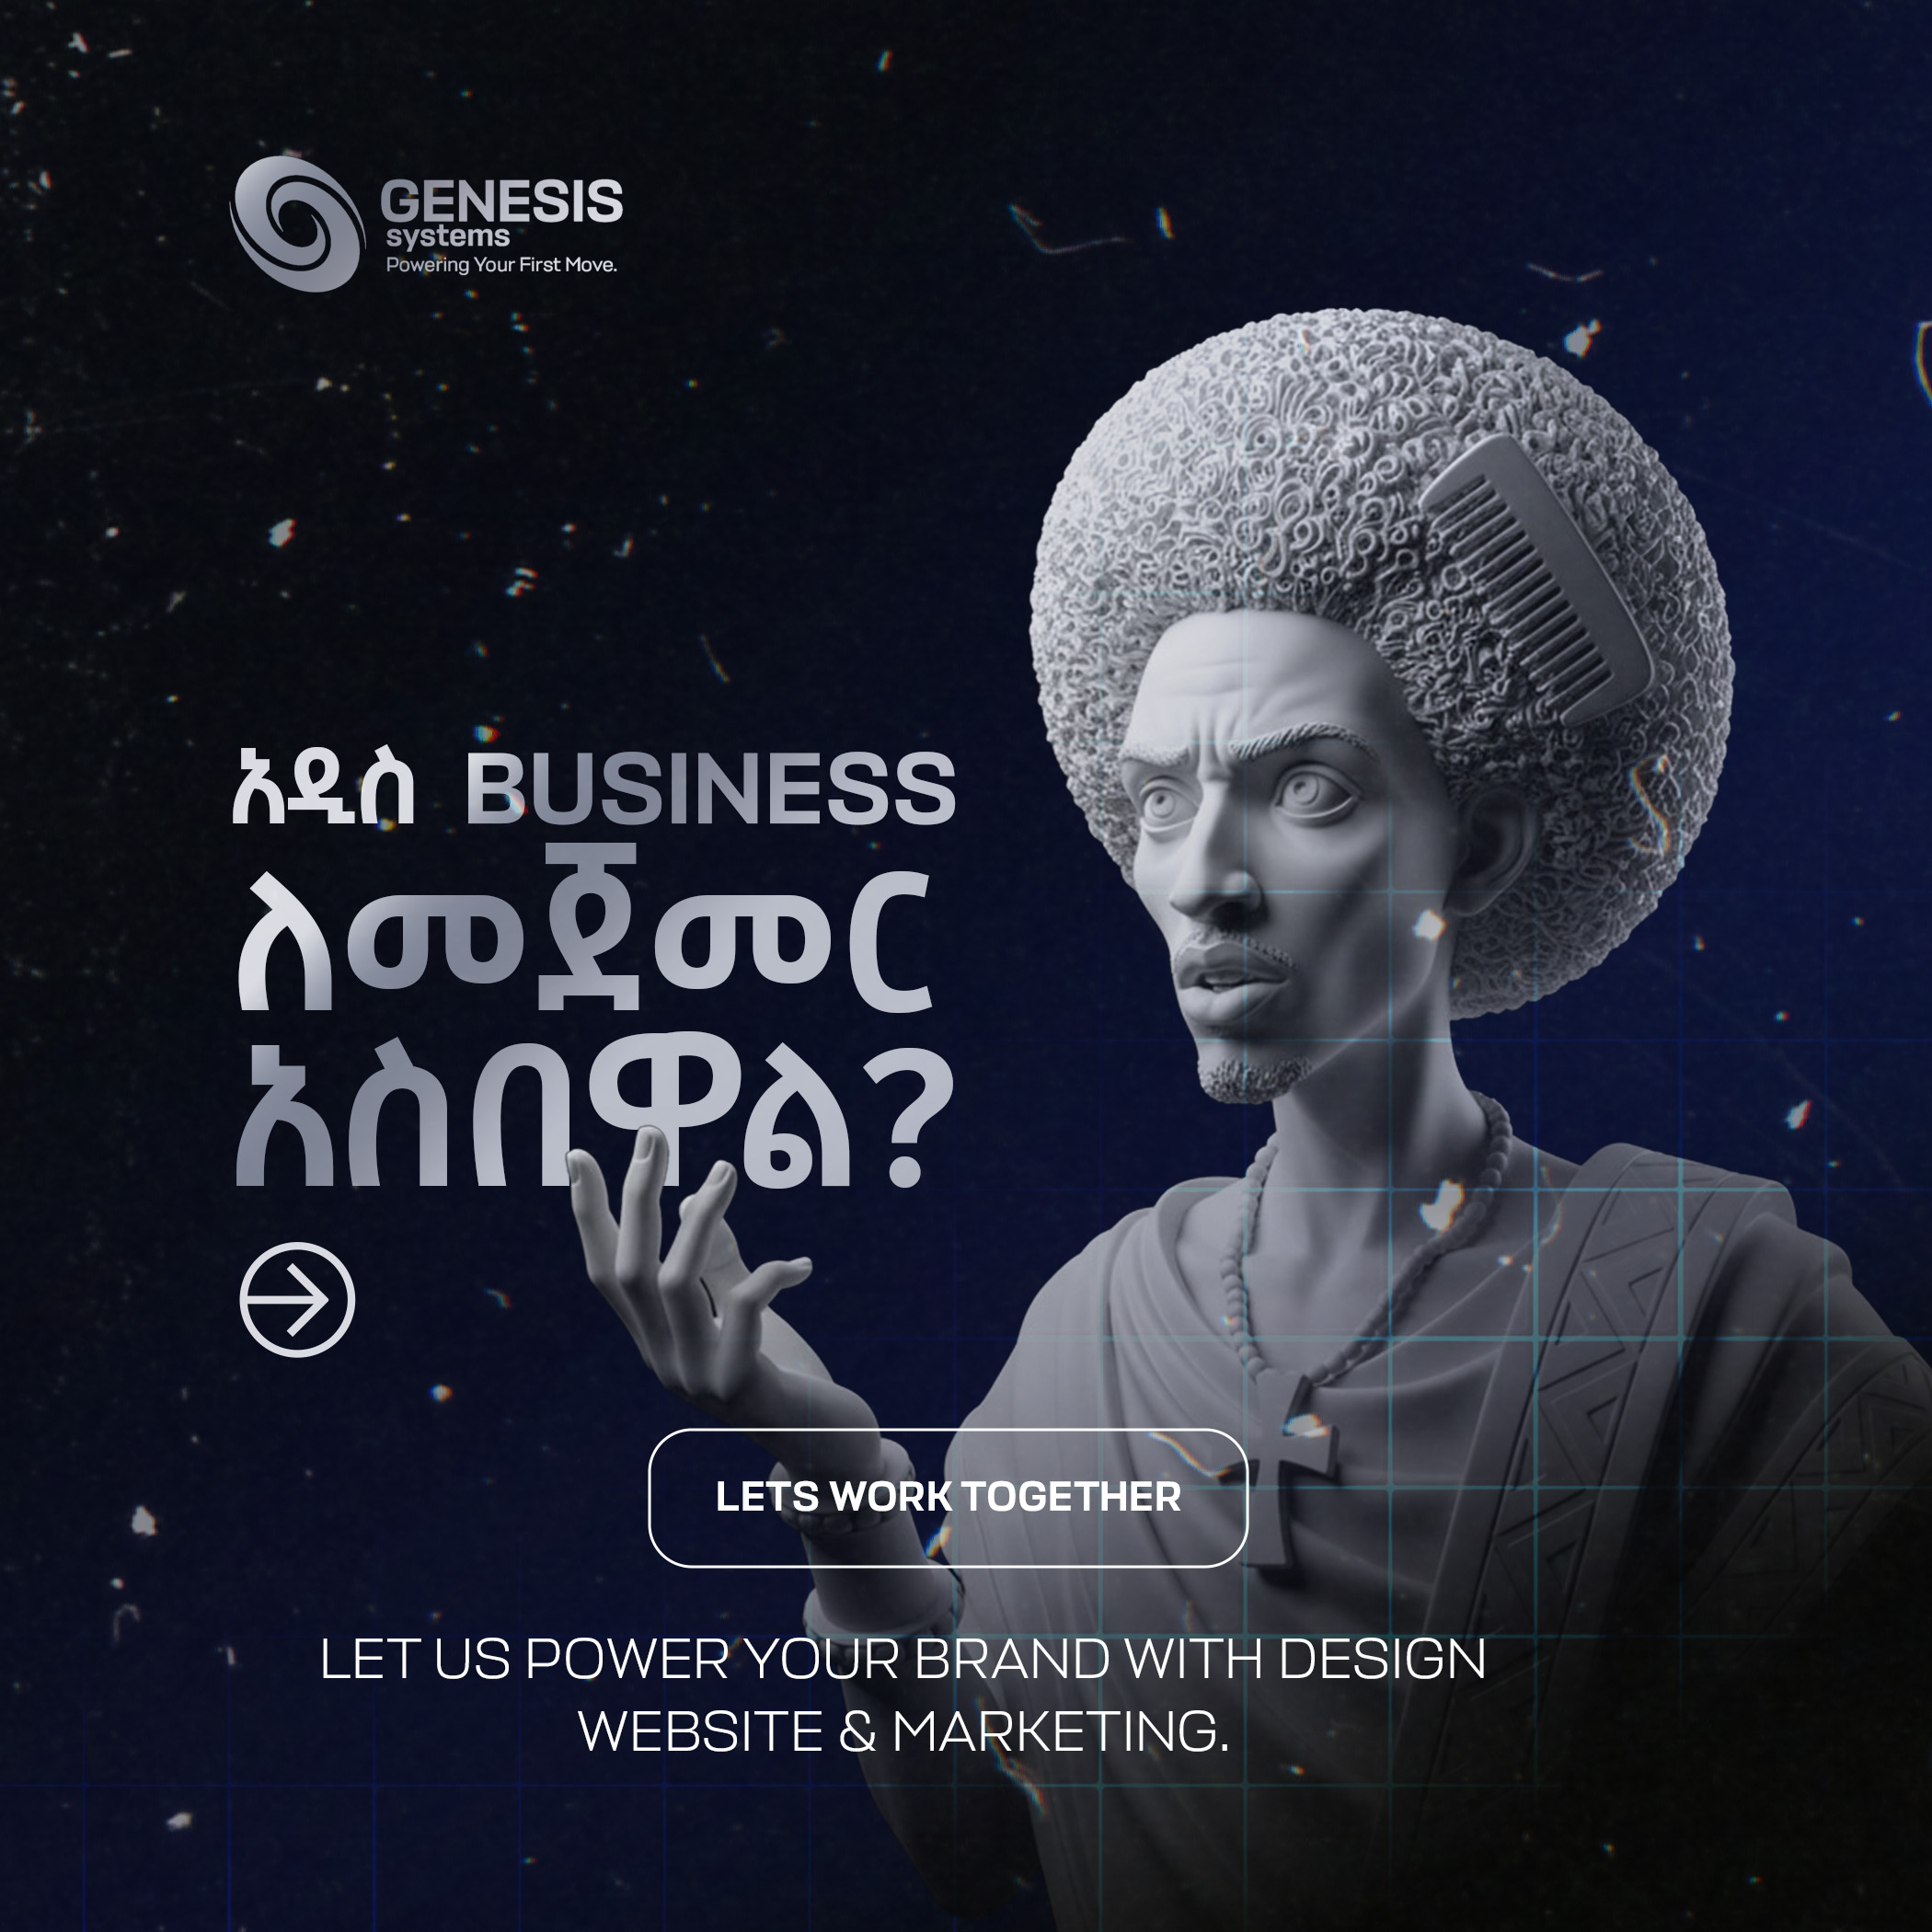 GENESIS
systems
Powering Your First Move.
አዲስ BUSINESS
ለመጀመር
አስበዋል?
LETS WORK TOGETHER
LET US POWER YOUR BRAND WITH DESIGN
WEBSITE & MARKETING.